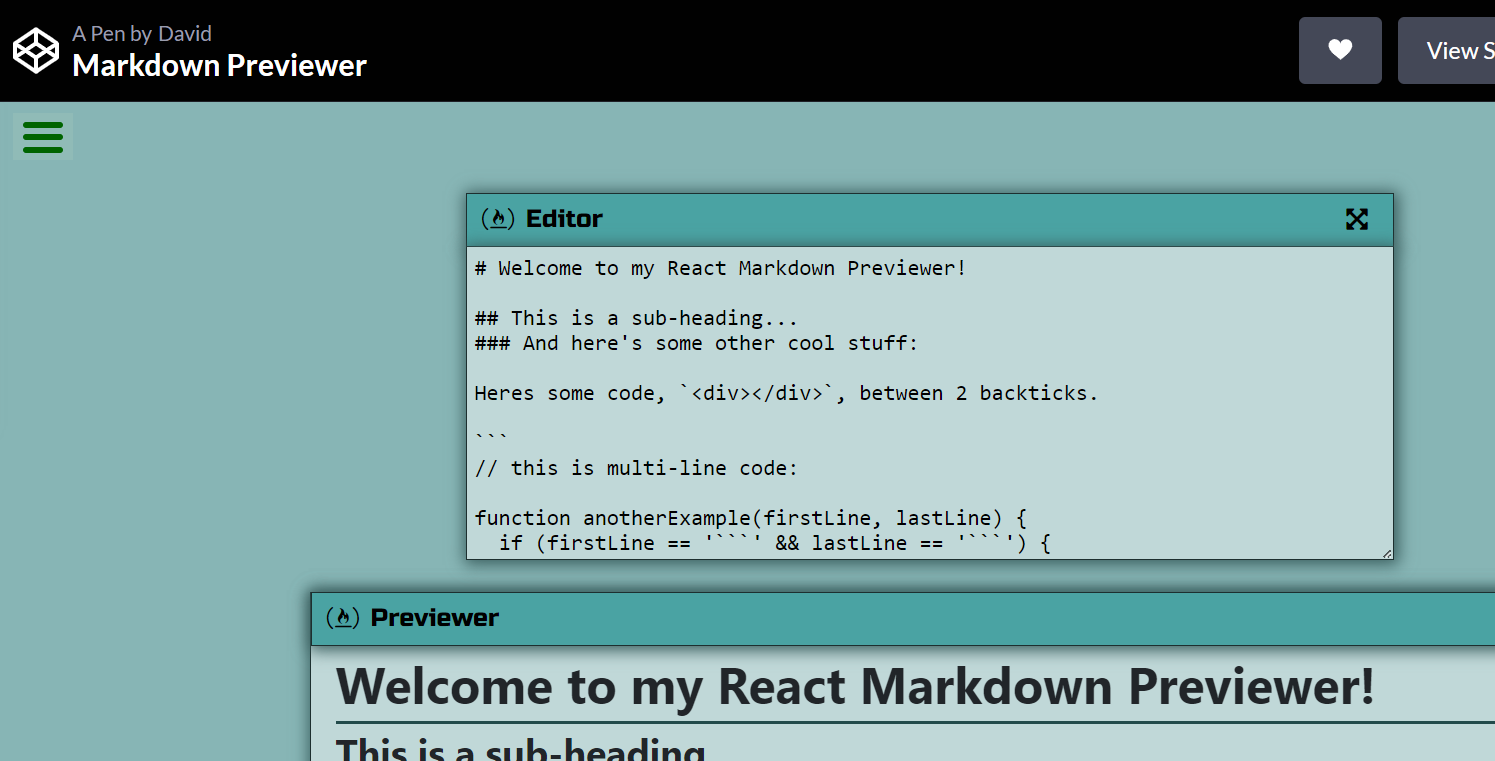 A Pen by David
Markdown Previewer
View S
Editor
# Welcome to my React Markdown Previewer!
## This is a sub-heading...
### And here's some other cool stuff:
Heres some code, `<div></div>`, between 2 backticks.
```
// this is multi-line code:
function anotherExample(firstLine, lastLine) {
  if (firstLine == '```' && lastLine == '```') {
Previewer
Welcome to my React Markdown Previewer!
This is a sub-heading